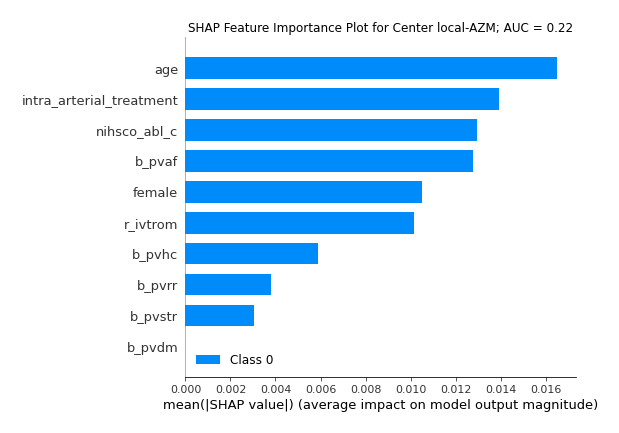 SHAP Feature Importance Plot for Center local-AZM; AUC = 0.22
age
intra_arterial_treatment
nihsco_abl_c
b_pvaf
female
r_ivtrom
b_pvhc
b_pvrr
b_pvstr
b_pvdm
Class 0
0.000 0.002 0.004 0.006 0.008 0.010 0.012 0.014 0.016
mean(|SHAP value|) (average impact on model output magnitude)